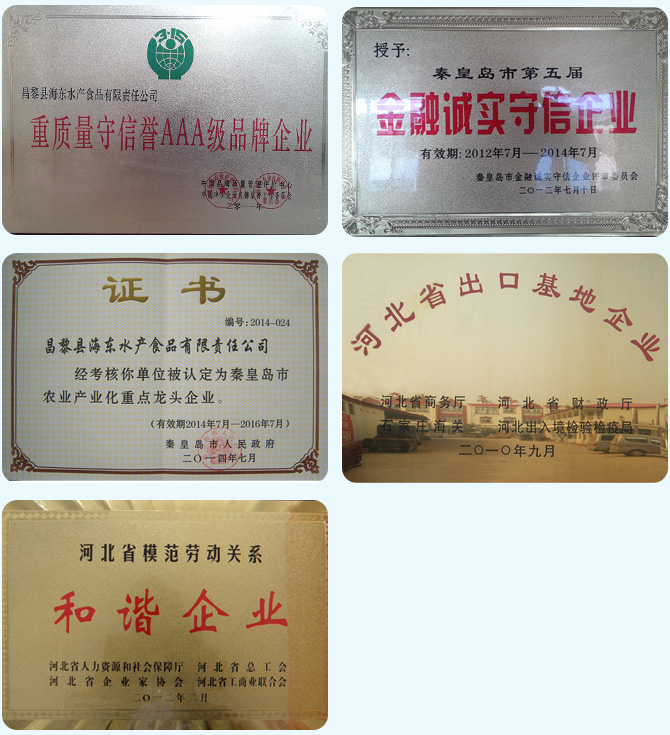 3·15
昌黎县海东水产食品有限责任公司
重质量守信誉AAA级品牌企业
二〇一一年
授予:
秦皇岛市第五届
金融诚实守信企业
有效期:2012年7月—2014年7月
秦皇岛市金融诚实守信企业评审委员会
二〇一二年七月十日
证书
编号:2014-024
昌黎县海东水产食品有限责任公司
经考核你单位被认定为秦皇岛市
农业产业化重点龙头企业。
(有效期2014年7月—2016年7月)
秦皇岛市人民政府
二〇一四年七月
河北省出口基地企业
河北省商务厅 河北省财政厅
石家庄海关 河北出入境检验检疫局
二〇一〇年九月
河北省模范劳动关系
和谐企业
河北省人力资源和社会保障厅 河北省总工会
河北省企业家协会 河北省工商业联合会
二〇一二年二月